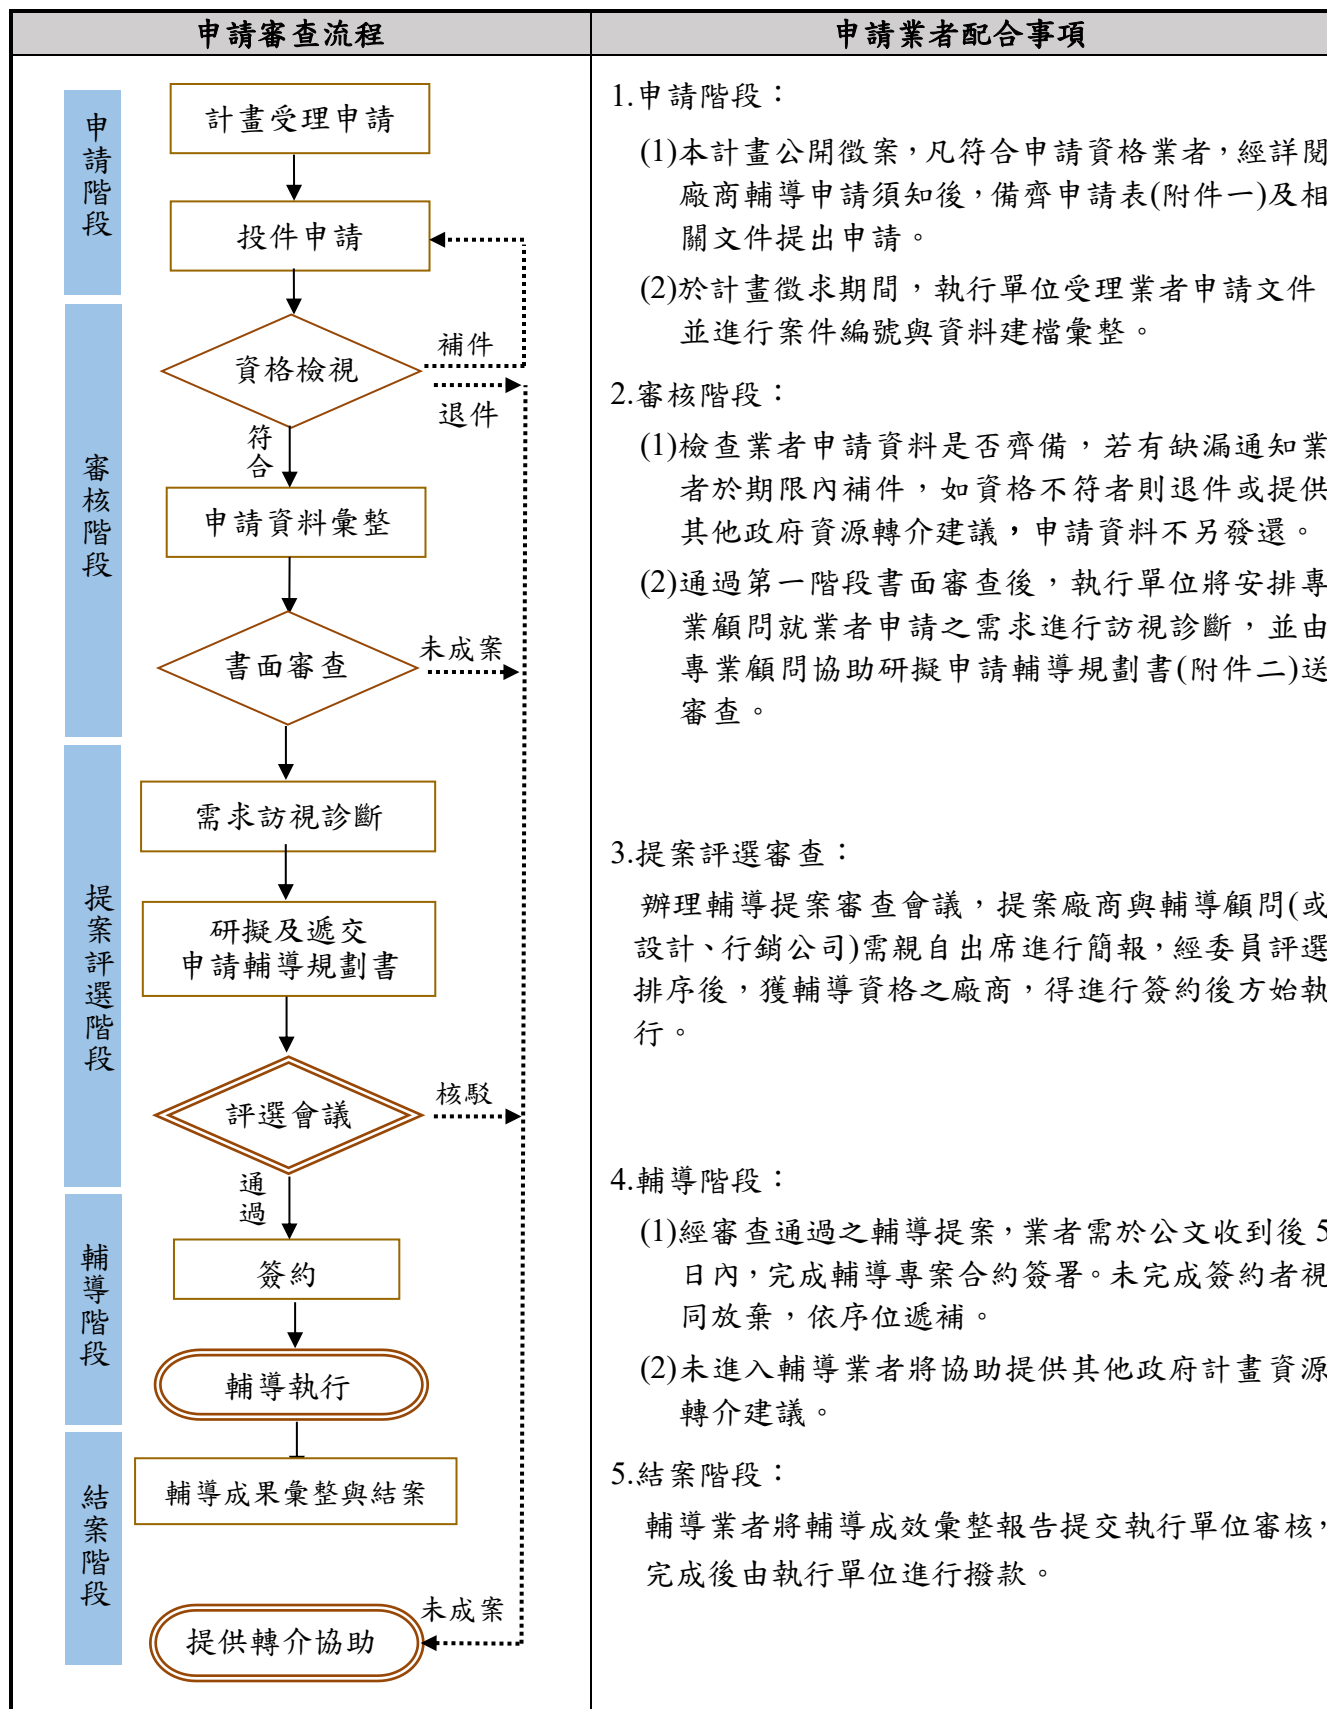 申請審查流程
申請業者配合事項
申請階段
計畫受理申請
投件申請
審核階段
資格檢視
補件
退件
符合
申請資料彙整
書面審查
未成案
提案評選階段
需求訪視診斷
研擬及遞交
申請輔導規劃書
評選會議
核駁
通過
輔導階段
簽約
輔導執行
結案階段
輔導成果彙整與結案
未成案
提供轉介協助
1.申請階段：
(1)本計畫公開徵案，凡符合申請資格業者，經詳閱
廠商輔導申請須知後，備齊申請表(附件一)及相
關文件提出申請。
(2)於計畫徵求期間，執行單位受理業者申請文件
並進行案件編號與資料建檔彙整。
2.審核階段：
(1)檢查業者申請資料是否齊備，若有缺漏通知業
者於期限內補件，如資格不符者則退件或提供
其他政府資源轉介建議，申請資料不另發還。
(2)通過第一階段書面審查後，執行單位將安排專
業顧問就業者申請之需求進行訪視診斷，並由
專業顧問協助研擬申請輔導規劃書(附件二)送
審查。
3.提案評選審查：
辦理輔導提案審查會議，提案廠商與輔導顧問(或
設計、行銷公司)需親自出席進行簡報，經委員評選
排序後，獲輔導資格之廠商，得進行簽約後方始執
行。
4.輔導階段：
(1)經審查通過之輔導提案，業者需於公文收到後 5
日內，完成輔導專案合約簽署。未完成簽約者視
同放棄，依序位遞補。
(2)未進入輔導業者將協助提供其他政府計畫資源
轉介建議。
5.結案階段：
輔導業者將輔導成效彙整報告提交執行單位審核，
完成後由執行單位進行撥款。